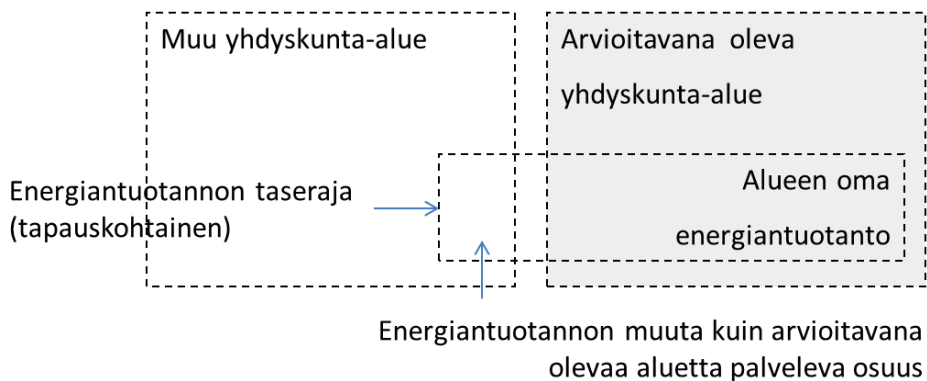 Muu yhdyskunta-alue
Arvioitavana oleva
yhdyskunta-alue
Alueen oma
energiantuotanto
Energiantuotannon taseraja
(tapauskohtainen)
Energiantuotannon muuta kuin arvioitavana
olevaa aluetta palveleva osuus